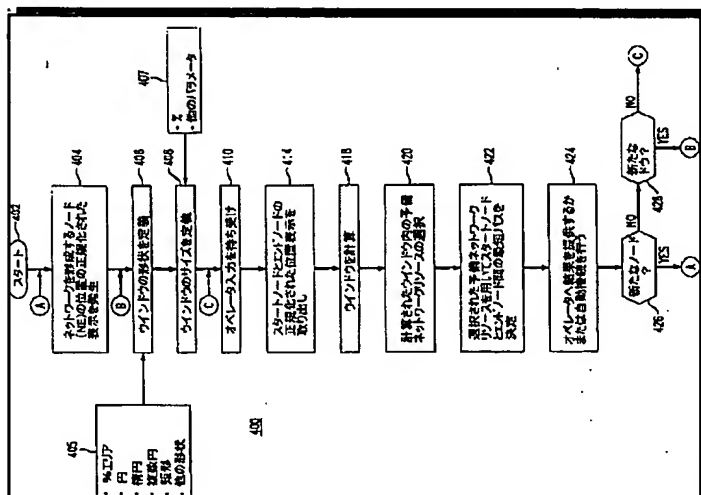 402
スタート
A
404
ネットワークを形成するノード
(NE)の位置の正規化された
表示を発生
B
405
・%エリア
・円
・楕円
・複数円
・矩形
・他の形状
406
ウインドウの形状を定義
407
・%
・他のパラメータ
408
ウインドウのサイズを定義
C
410
オペレータ入力を待ち受け
414
スタートノードとエンドノードの
正規化された位置表示を
取り出し
418
ウインドウを計算
420
計算されたウインドウ内の予備
ネットワークリソースの選択
422
選択された予備ネットワーク
リソースを用いてスタートノード
とエンドノード間の最短パスを
決定
424
オペレータへ結果を提供するか
または自動接続を行う
426
新たなノード
?
YES
A
NO
428
新たな
ドウ?
YES
B
NO
C
400